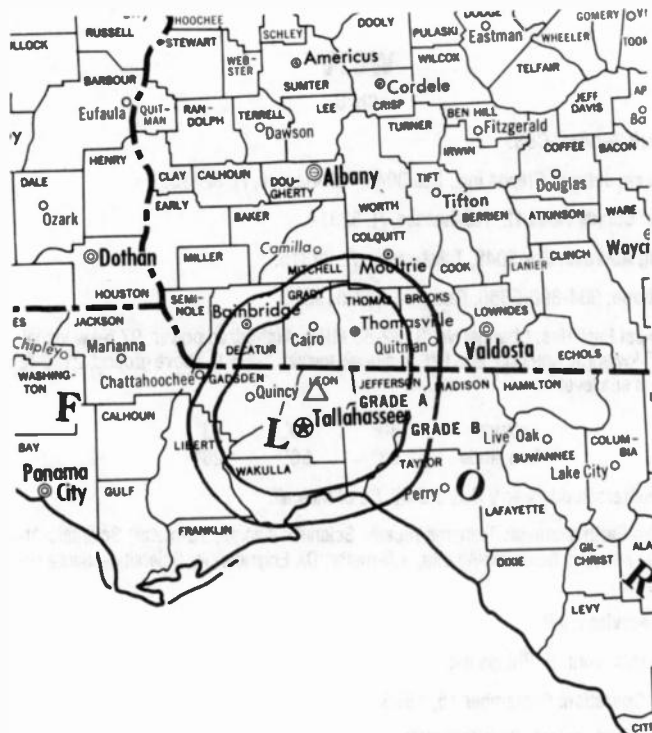 HOOCHEE
SCHLEY
DOOLY
DODGE
GOMERY
RUSSELL
PULASKI
Eastman
WHEELER
STEWART
Americus
WILCOX
WEB-
STER
SUMTER
Cordele
TELFAIR
BARBOUR
CRISP
JEFF
DAVIS
Eufaula
QUIT-
MAN
RAN-
DOLPH
TERRELL
LEE
BEN HILL
Dawson
TURNER
Fitzgerald
HENRY
IRWIN
COFFEE
BACON
DALE
CLAY
CALHOUN
Albany
TIFT
Douglas
EARLY
DOU-
GHERTY
WORTH
Tifton
WARE
Ozark
BAKER
BERRIEN
ATKINSON
COLQUITT
Camilla
Dothan
MILLER
MITCHELL
Moultrie
COOK
LANIER
CLINCH
HOUSTON
SEMI-
NOLE
GRADY
THOMAS
BROOKS
JACKSON
Bainbridge
LOWNDES
Chipley
Marianna
DECATUR
Cairo
Thomasville
Quitman
Valdosta
ECHOLS
WASHING-
TON
Chattahoochee
GADSDEN
LEON
JEFFERSON
MADISON
HAMILTON
F
CALHOUN
Quincy
GRADE A
L
Tallahassee
GRADE B
Live Oak
COLUM-
BIA
BAY
LIBERTY
SUWANNEE
WAKULLA
TAYLOR
Lake City
Panama
City
Perry
O
GULF
LAFAYETTE
FRANKLIN
DIXIE
GIL-
CHRIST
R
LEVY